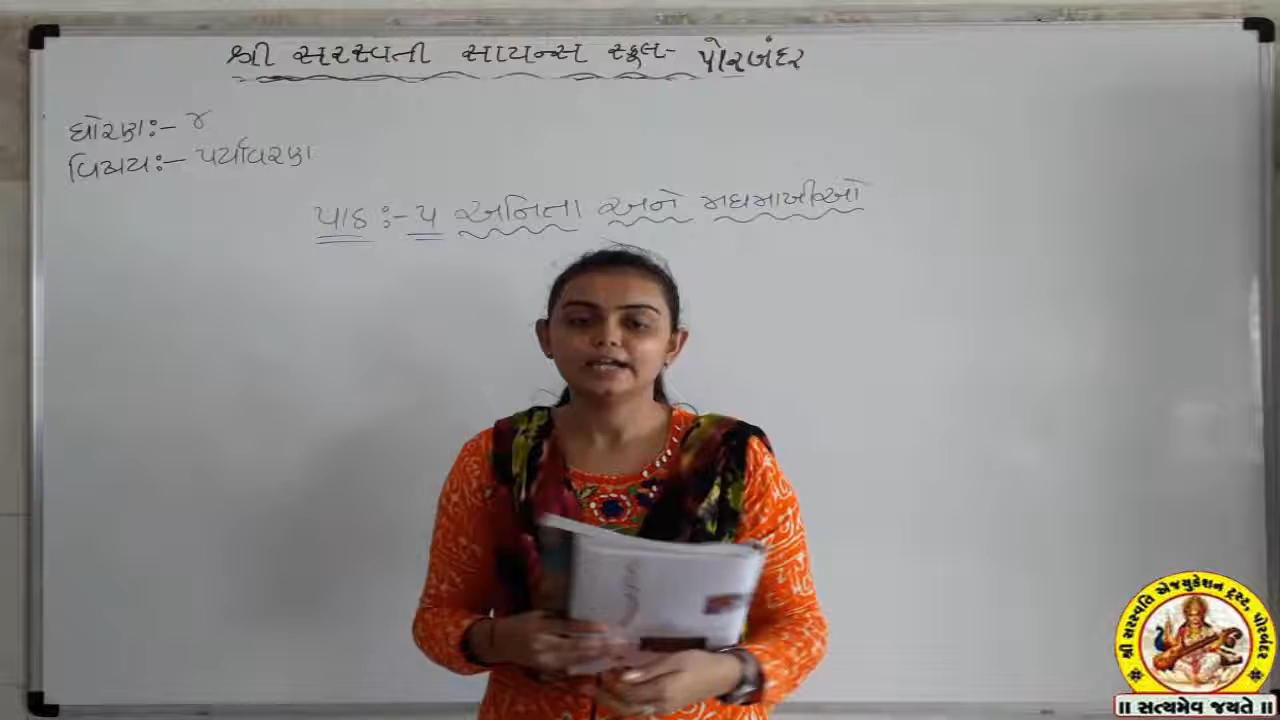 શ્રી સરસ્વતી સાયન્સ સ્કૂલ- પોરબંદર
ધોરણ:- ૪
વિષય:- પર્યાવરણ
પાઠ:- ૫ અનિતા અને મધમાખીઓ
શ્રી સરસ્વતિ એજયુકેશન ટ્રસ્ટ, પોરબંદર
॥ સત્યમેવ જયતે ॥